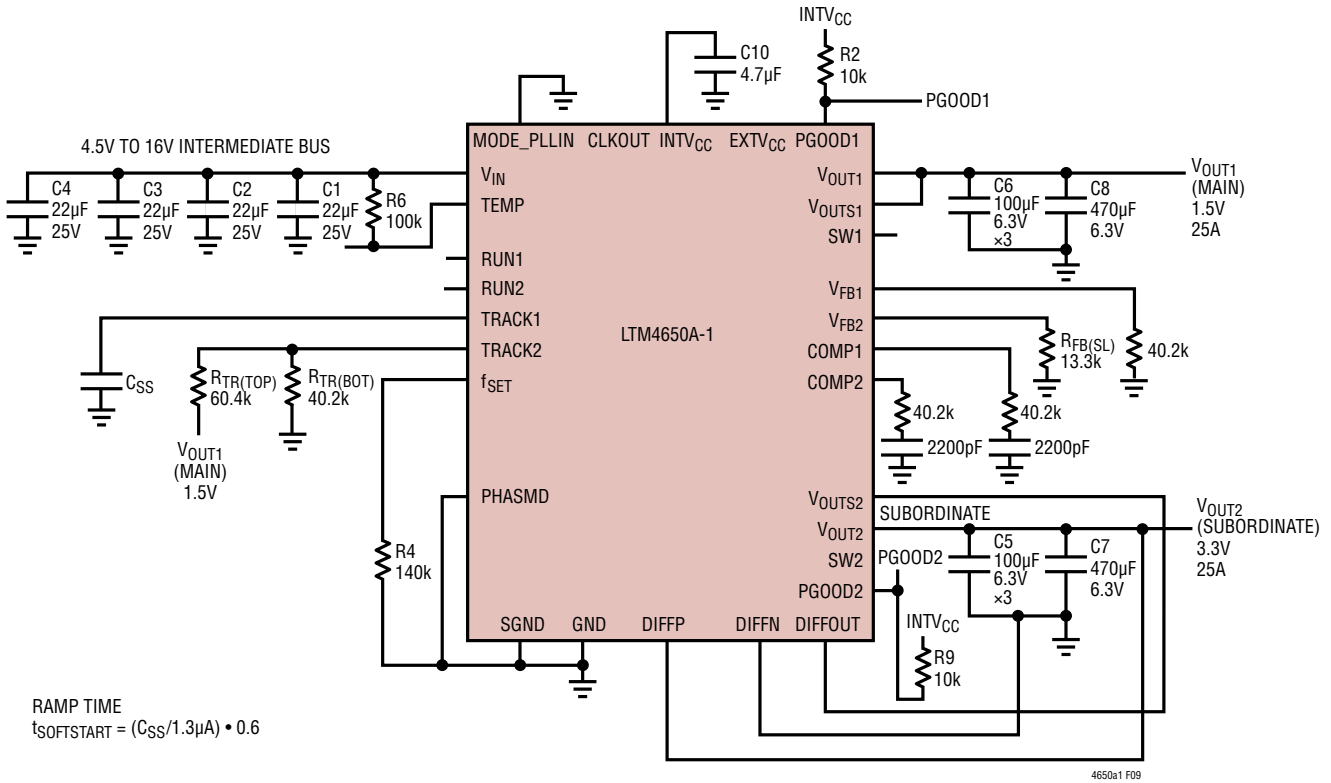 INTVCC
C10
4.7µF
R2
10k
PGOOD1
4.5V TO 16V INTERMEDIATE BUS
MODE_PLLIN CLKOUT INTVCC EXTVCC PGOOD1
C4
22µF
25V
C3
22µF
25V
C2
22µF
25V
C1
22µF
25V
R6
100k
VIN
TEMP
RUN1
RUN2
TRACK1
TRACK2
fSET
PHASMD
LTM4650A-1
VOUT1
VOUTS1
SW1
VFB1
VFB2
COMP1
COMP2
VOUTS2
VOUT2
SW2
PGOOD2
SGND GND DIFFP DIFFN DIFFOUT
C6
100µF
6.3V
×3
C8
470µF
6.3V
VOUT1
(MAIN)
1.5V
25A
RFB(SL)
13.3k
40.2k
40.2k
2200pF
40.2k
2200pF
CSS
RTR(TOP)
60.4k
RTR(BOT)
40.2k
VOUT1
(MAIN)
1.5V
R4
140k
SUBORDINATE
PGOOD2
C5
100µF
6.3V
×3
C7
470µF
6.3V
VOUT2
(SUBORDINATE)
3.3V
25A
INTVCC
R9
10k
RAMP TIME
tSOFTSTART = (CSS/1.3µA) • 0.6
4650a1 F09